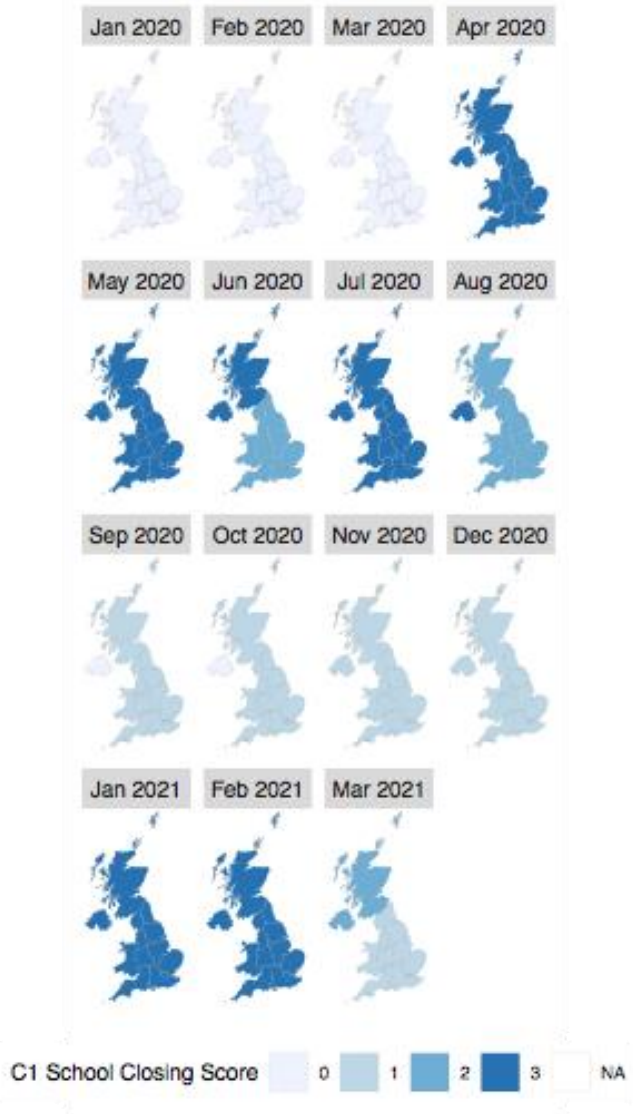 Jan 2020 Feb 2020 Mar 2020 Apr 2020
May 2020 Jun 2020 Jul 2020 Aug 2020
Sep 2020 Oct 2020 Nov 2020 Dec 2020
Jan 2021 Feb 2021 Mar 2021
C1 School Closing Score 0 1 2 3 NA